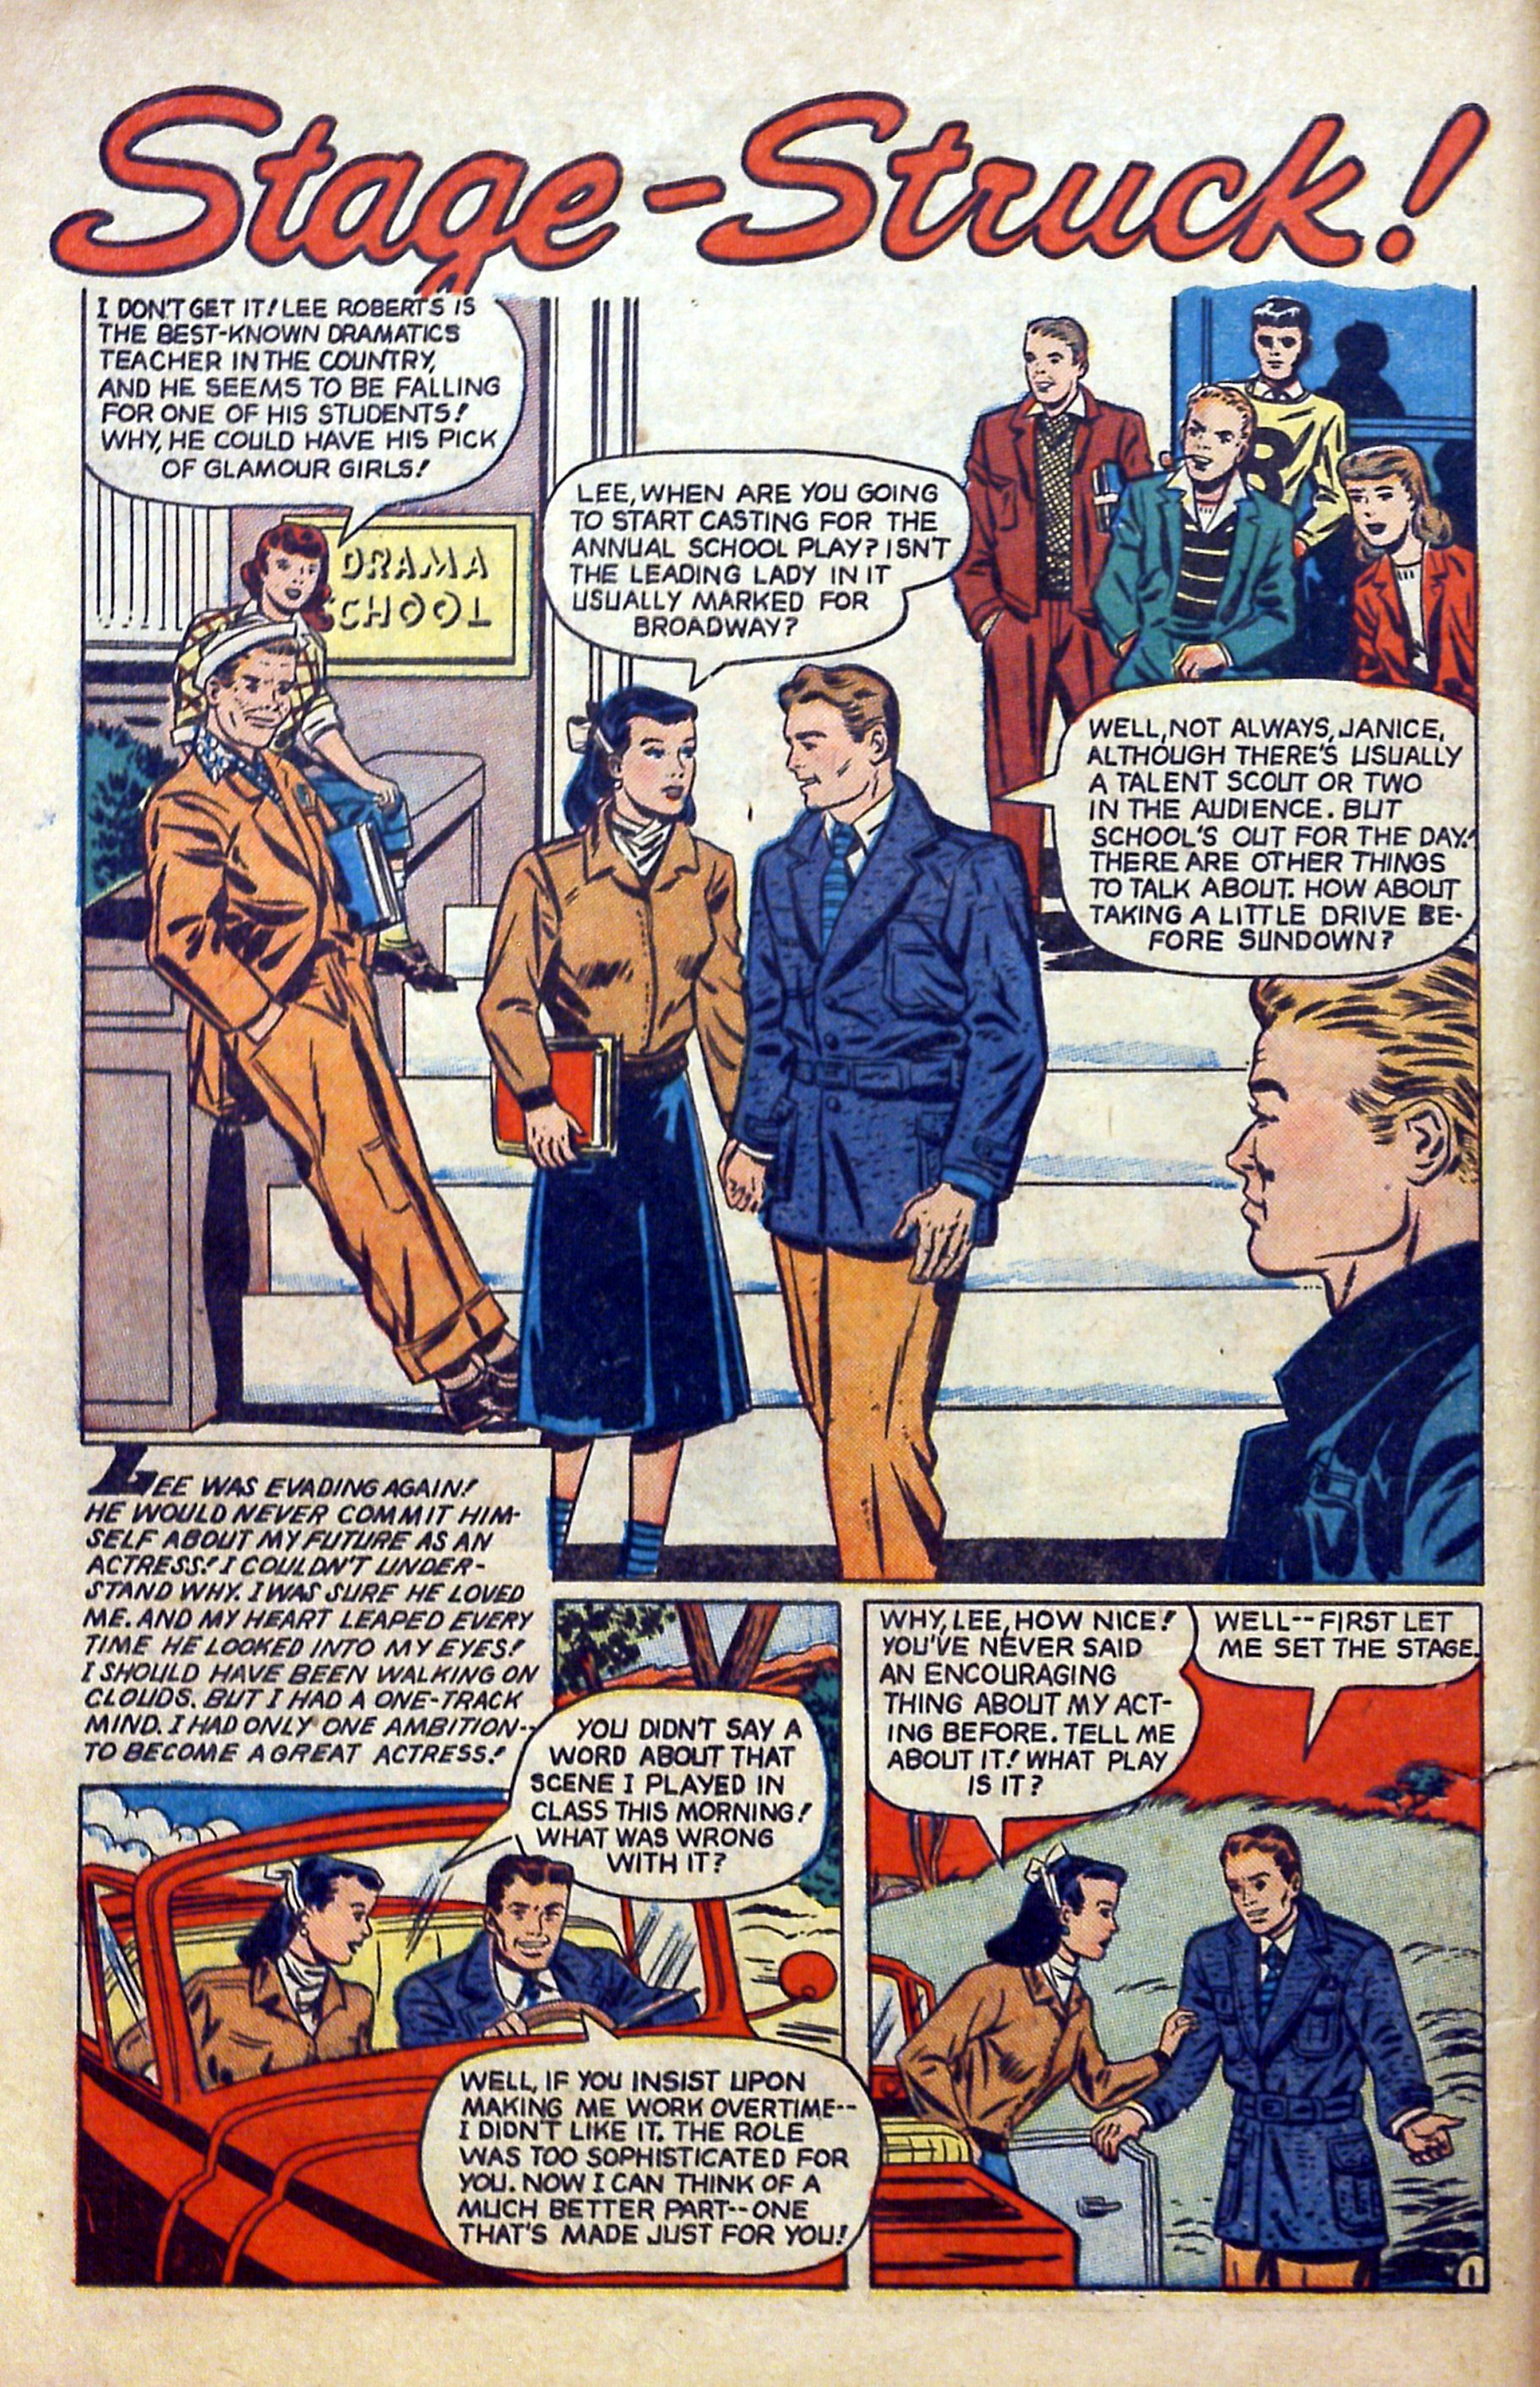 Stage-Struck!
I DON'T GET IT! LEE ROBERTS IS
THE BEST-KNOWN DRAMATICS
TEACHER IN THE COUNTRY,
AND HE SEEMS TO BE FALLING
FOR ONE OF HIS STUDENTS!
WHY, HE COULD HAVE HIS PICK
OF GLAMOUR GIRLS!
DRAMA
SCHOOL
LEE, WHEN ARE YOU GOING
TO START CASTING FOR THE
ANNUAL SCHOOL PLAY? ISN'T
THE LEADING LADY IN IT
USUALLY MARKED FOR
BROADWAY?
B
WELL, NOT ALWAYS, JANICE,
ALTHOUGH THERE'S USUALLY
A TALENT SCOUT OR TWO
IN THE AUDIENCE. BUT
SCHOOL'S OUT FOR THE DAY!
THERE ARE OTHER THINGS
TO TALK ABOUT. HOW ABOUT
TAKING A LITTLE DRIVE BE-
FORE SUNDOWN?
LEE WAS EVADING AGAIN!
HE WOULD NEVER COMMIT HIM-
SELF ABOUT MY FUTURE AS AN
ACTRESS! I COULDN'T UNDER-
STAND WHY. I WAS SURE HE LOVED
ME. AND MY HEART LEAPED EVERY
TIME HE LOOKED INTO MY EYES!
I SHOULD HAVE BEEN WALKING ON
CLOUDS. BUT I HAD A ONE-TRACK
MIND. I HAD ONLY ONE AMBITION--
TO BECOME A GREAT ACTRESS!
YOU DIDN'T SAY A
WORD ABOUT THAT
SCENE I PLAYED IN
CLASS THIS MORNING!
WHAT WAS WRONG
WITH IT?
WELL, IF YOU INSIST UPON
MAKING ME WORK OVERTIME--
I DIDN'T LIKE IT. THE ROLE
WAS TOO SOPHISTICATED FOR
YOU. NOW I CAN THINK OF A
MUCH BETTER PART--ONE
THAT'S MADE JUST FOR YOU!
WHY, LEE, HOW NICE!
YOU'VE NEVER SAID
AN ENCOURAGING
THING ABOUT MY ACT-
ING BEFORE. TELL ME
ABOUT IT! WHAT PLAY
IS IT?
WELL--FIRST LET
ME SET THE STAGE.
1